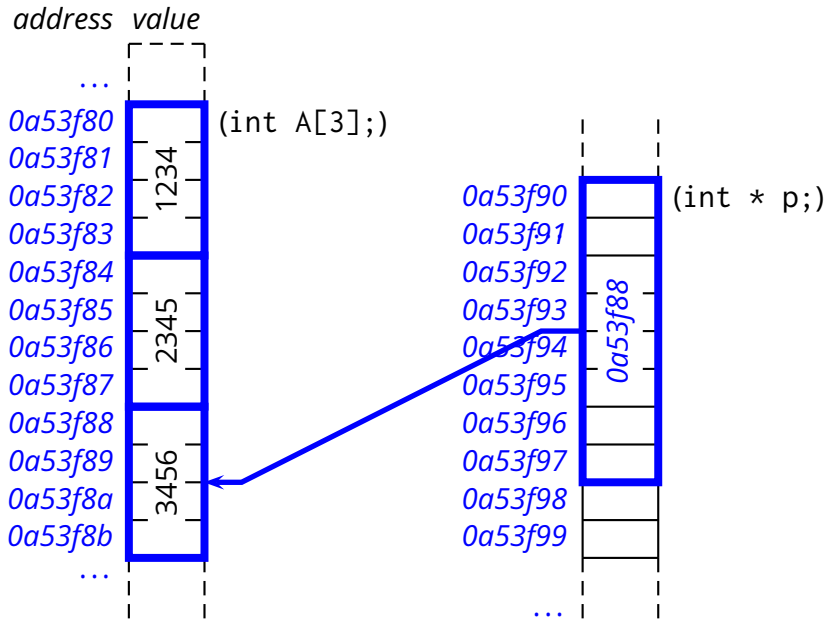 address value
...
0a53f80 (int A[3];)
0a53f81
0a53f82
0a53f83
1234
0a53f84
0a53f85
0a53f86
0a53f87
2345
0a53f88
0a53f89
0a53f8a
0a53f8b
3456
...
0a53f90 (int * p;)
...
0a53f91
0a53f92
0a53f93
0a53f94
0a53f95
0a53f96
0a53f97
0a53f88
0a53f98
0a53f99
...